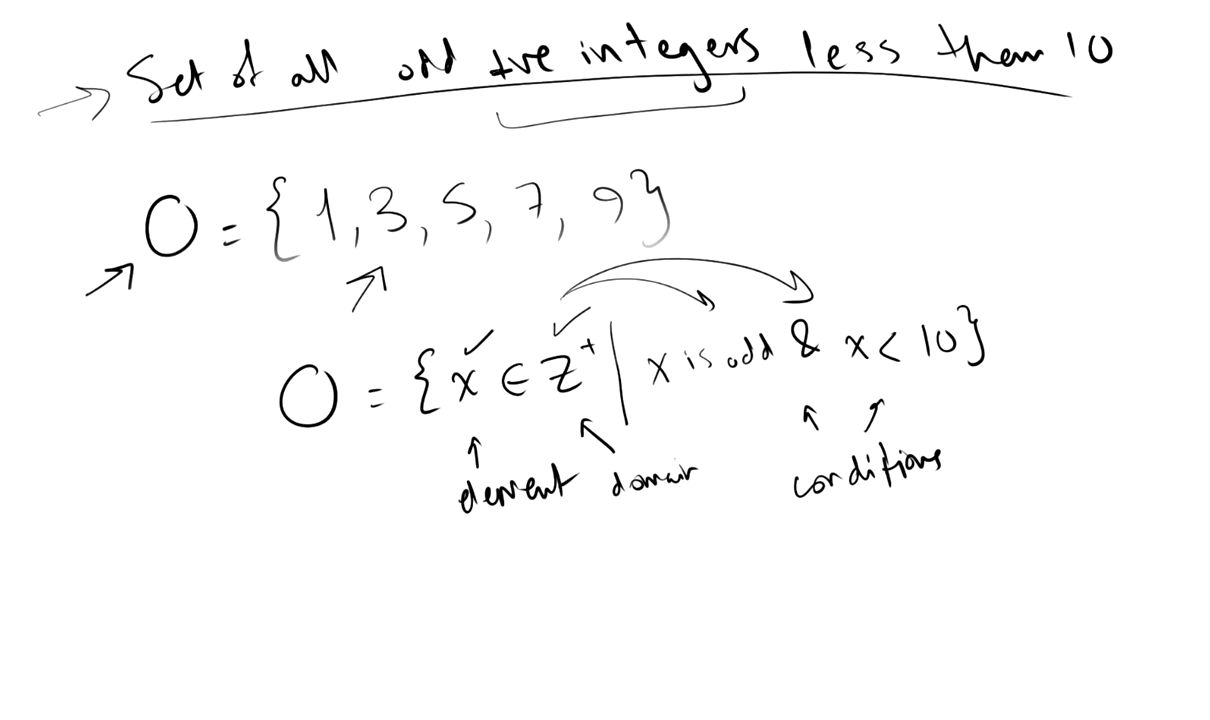 Set of all odd +ve integers less than 10
O = {1, 3, 5, 7, 9}
O = {x ∈ Z⁺ | x is odd & x < 10}
element domain conditions